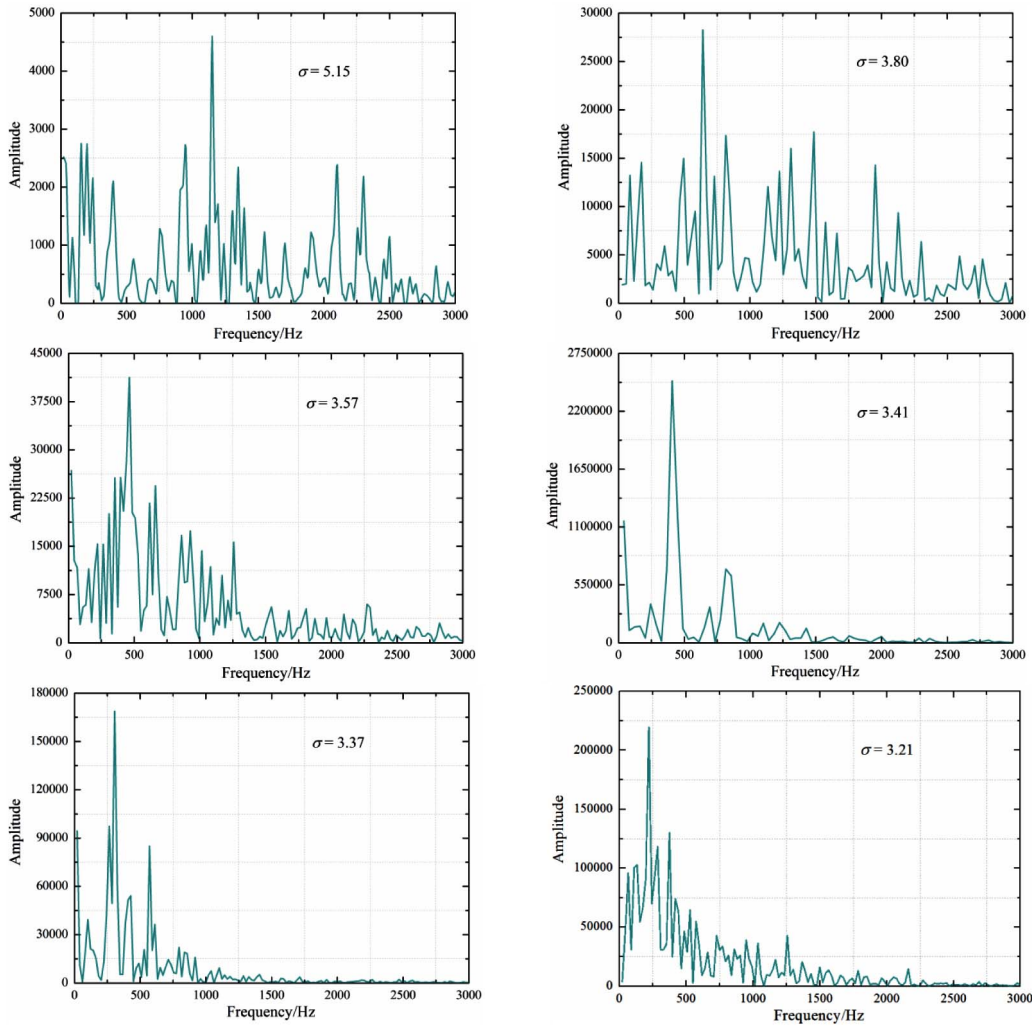 5000
4000
3000
2000
1000
0
Amplitude
σ = 5.15
0 500 1000 1500 2000 2500 3000
Frequency/Hz
30000
25000
20000
15000
10000
5000
0
Amplitude
σ = 3.80
0 500 1000 1500 2000 2500 3000
Frequency/Hz
45000
37500
30000
22500
15000
7500
0
Amplitude
σ = 3.57
0 500 1000 1500 2000 2500 3000
Frequency/Hz
2750000
2200000
1650000
1100000
550000
0
Amplitude
σ = 3.41
0 500 1000 1500 2000 2500 3000
Frequency/Hz
180000
150000
120000
90000
60000
30000
0
Amplitude
σ = 3.37
0 500 1000 1500 2000 2500 3000
Frequency/Hz
250000
200000
150000
100000
50000
0
Amplitude
σ = 3.21
0 500 1000 1500 2000 2500 3000
Frequency/Hz